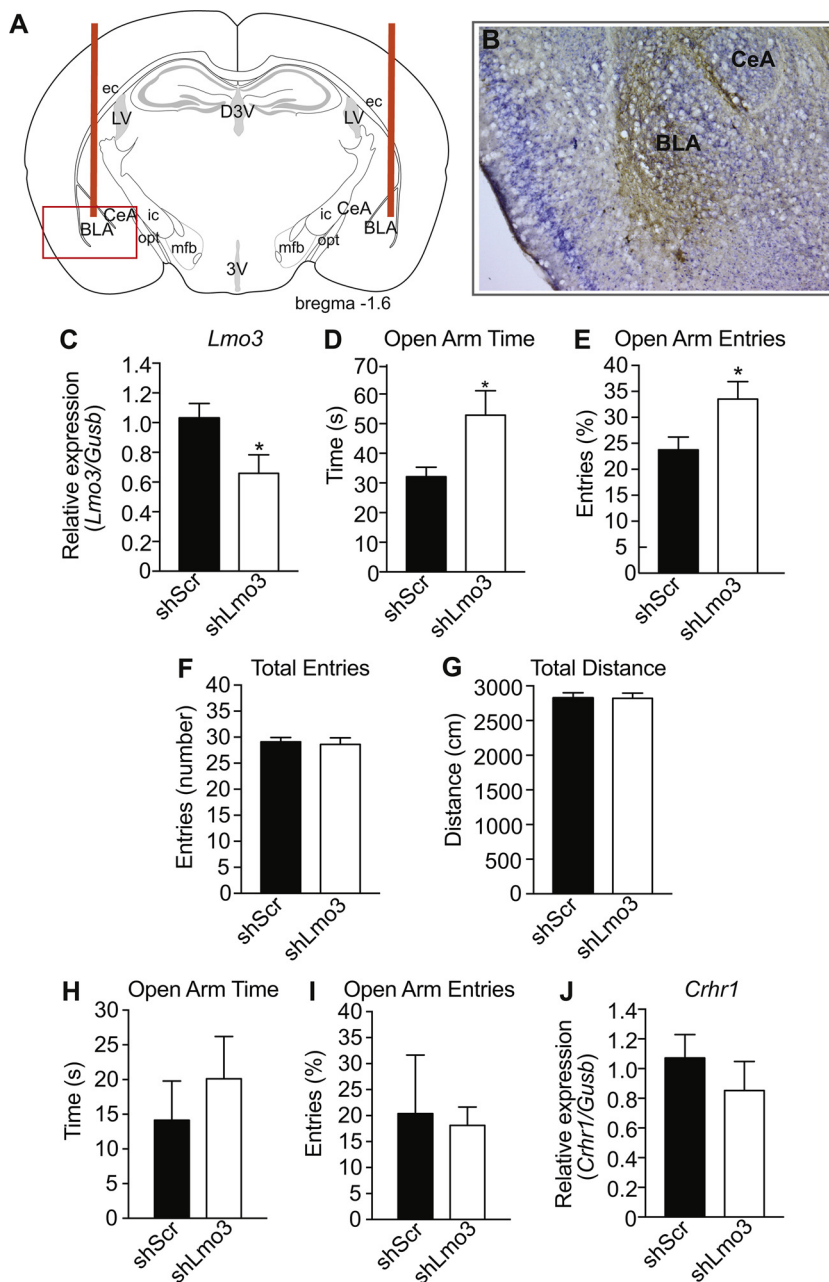 A
ec
LV
D3V
LV
ec
CeA
BLA
ic
opt
mfb
3V
mfb
ic
opt
CeA
BLA
bregma -1.6
B
CeA
BLA
C
Lmo3
Relative expression
(Lmo3/Gusb)
1.4
1.2
1.0
0.8
0.6
0.4
0.2
0
*
shScr
shLmo3
D
Open Arm Time
Time (s)
70
60
50
40
30
20
10
0
*
shScr
shLmo3
E
Open Arm Entries
Entries (%)
40
35
30
25
20
15
10
5
0
*
shScr
shLmo3
F
Total Entries
Entries (number)
40
35
30
25
20
15
10
5
0
shScr
shLmo3
G
Total Distance
Distance (cm)
3000
2500
2000
1500
1000
500
0
shScr
shLmo3
H
Open Arm Time
Time (s)
30
25
20
15
10
5
0
shScr
shLmo3
I
Open Arm Entries
Entries (%)
40
35
30
25
20
15
10
5
0
shScr
shLmo3
J
Crhr1
Relative expression
(Crhr1/Gusb)
1.4
1.2
1.0
0.8
0.6
0.4
0.2
0
shScr
shLmo3